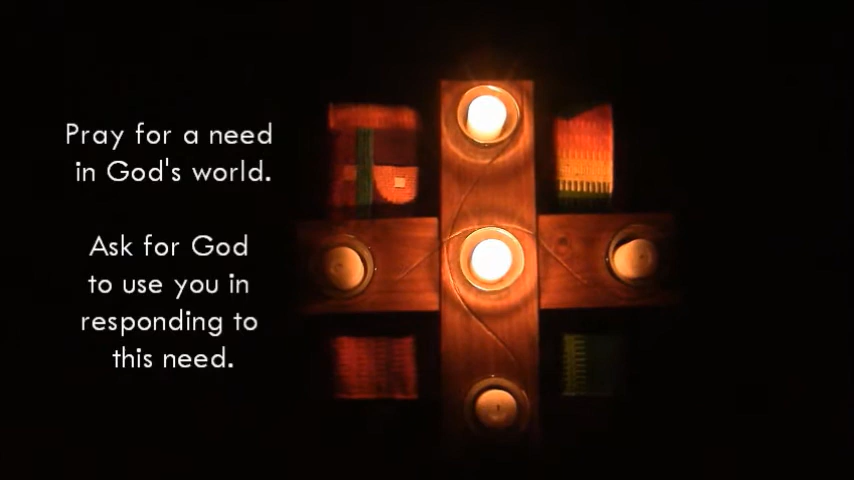 Pray for a need
in God's world.
Ask for God
to use you in
responding to
this need.